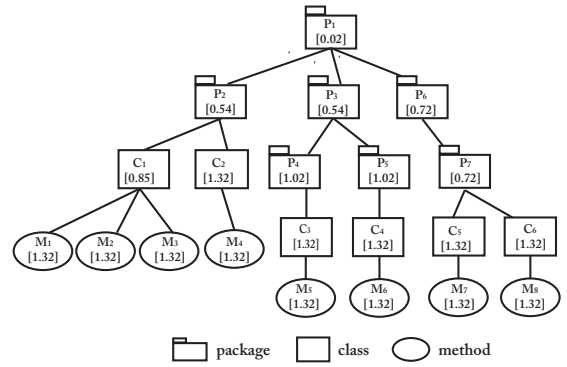 P1
[0.02]
P2
[0.54]
P3
[0.54]
P6
[0.72]
C1
[0.85]
C2
[1.32]
P4
[1.02]
P5
[1.02]
P7
[0.72]
C3
[1.32]
C4
[1.32]
C5
[1.32]
C6
[1.32]
M1
[1.32]
M2
[1.32]
M3
[1.32]
M4
[1.32]
M5
[1.32]
M6
[1.32]
M7
[1.32]
M8
[1.32]
package
class
method